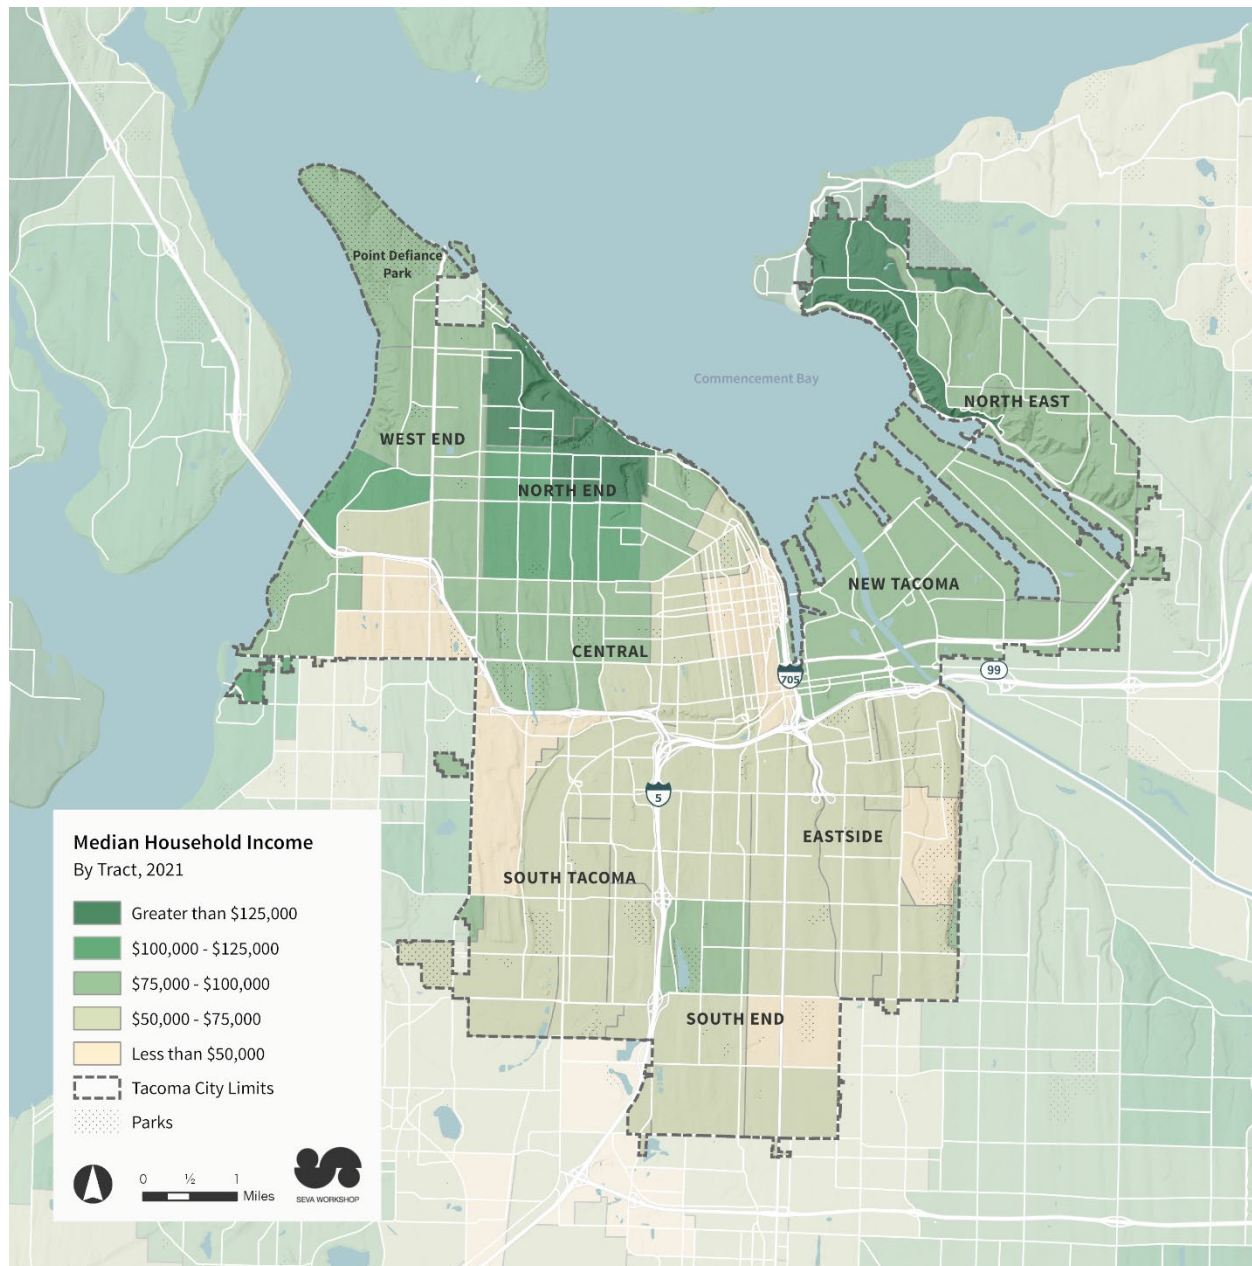 Point Defiance
Park
Commencement Bay
NORTH EAST
WEST END
NORTH END
NEW TACOMA
CENTRAL
99
705
5
EASTSIDE
SOUTH TACOMA
SOUTH END
Median Household Income
By Tract, 2021
Greater than $125,000
$100,000 - $125,000
$75,000 - $100,000
$50,000 - $75,000
Less than $50,000
Tacoma City Limits
Parks
0 ½ 1
Miles
SEVA WORKSHOP